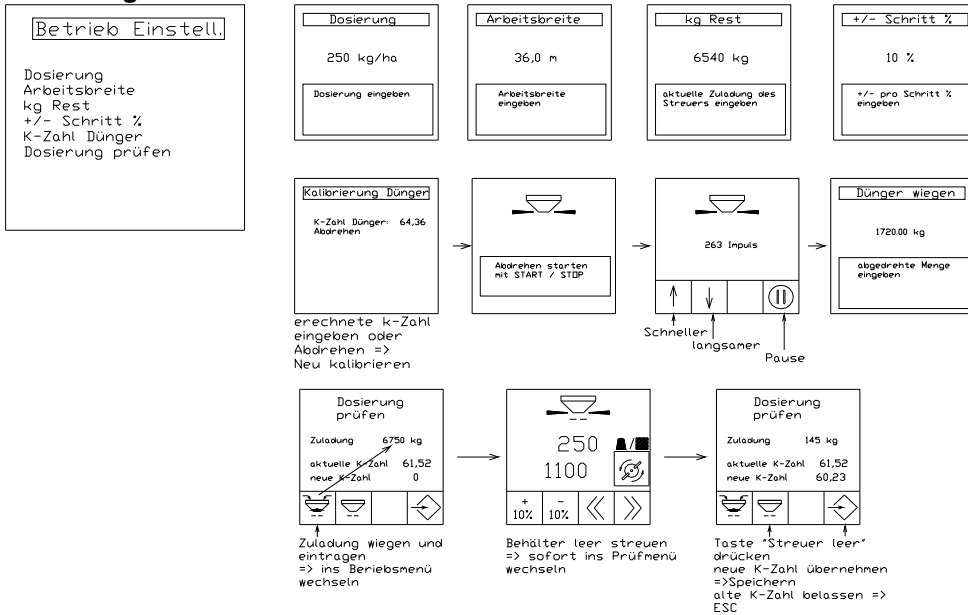 Betrieb Einstell.
Dosierung
Arbeitsbreite
kg Rest
+/- Schritt %
K-Zahl Dünger
Dosierung prüfen
Dosierung
250 kg/ha
Dosierung eingeben
Arbeitsbreite
36,0 m
Arbeitsbreite
eingeben
kg Rest
6540 kg
aktuelle Zuladung des
Streuers eingeben
+/- Schritt %
10 %
+/- pro Schritt %
eingeben
Kalibrierung Dünger
K-Zahl Dünger: 64,36
Abdrehen
erechnete k-Zahl
eingeben oder
Abdrehen =>
Neu kalibrieren
Abdrehen starten
mit START / STOP
263 Impuls
Schneller
langsamer
Pause
Dünger wiegen
1720.00 kg
abgedrehte Menge
eingeben
Dosierung
prüfen
Zuladung 6750 kg
aktuelle K-Zahl 61,52
neue K-Zahl 0
Zuladung wiegen und
eintragen
=> ins Beriebsmenü
wechseln
250
1100
+
10%
-
10%
Behälter leer streuen
=> sofort ins Prüfmenü
wechseln
Dosierung
prüfen
Zuladung 145 kg
aktuelle K-Zahl 61,52
neue K-Zahl 60,23
Taste "Streuer leer"
drücken
neue K-Zahl übernehmen
=>Speichern
alte K-Zahl belassen =>
ESC